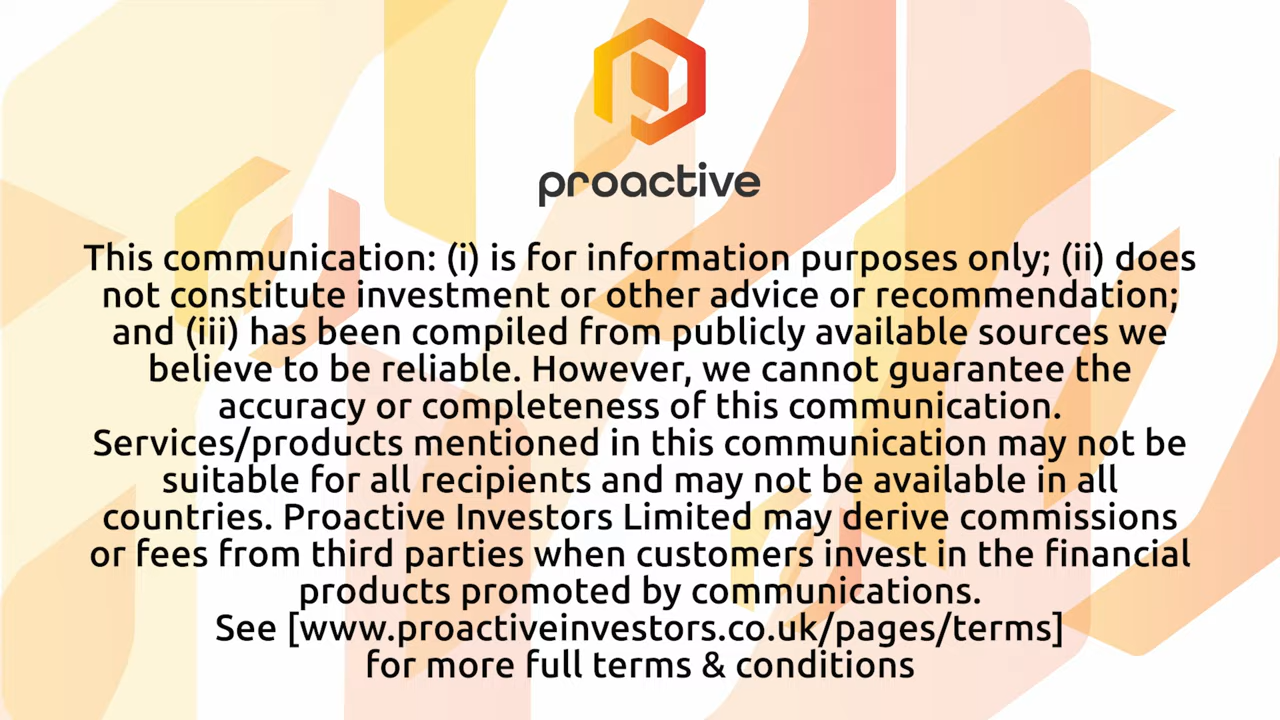 proactive
This communication: (i) is for information purposes only; (ii) does
not constitute investment or other advice or recommendation;
and (iii) has been compiled from publicly available sources we
believe to be reliable. However, we cannot guarantee the
accuracy or completeness of this communication.
Services/products mentioned in this communication may not be
suitable for all recipients and may not be available in all
countries. Proactive Investors Limited may derive commissions
or fees from third parties when customers invest in the financial
products promoted by communications.
See [www.proactiveinvestors.co.uk/pages/terms]
for more full terms & conditions